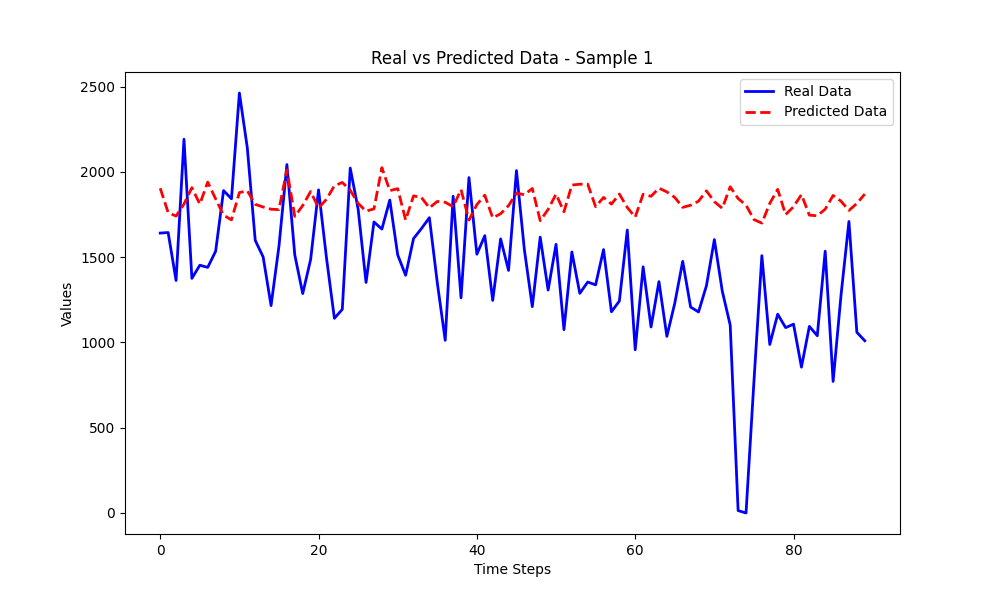 Real vs Predicted Data - Sample 1
Real Data
Predicted Data
Values
2500
2000
1500
1000
500
0
0 20 40 60 80
Time Steps